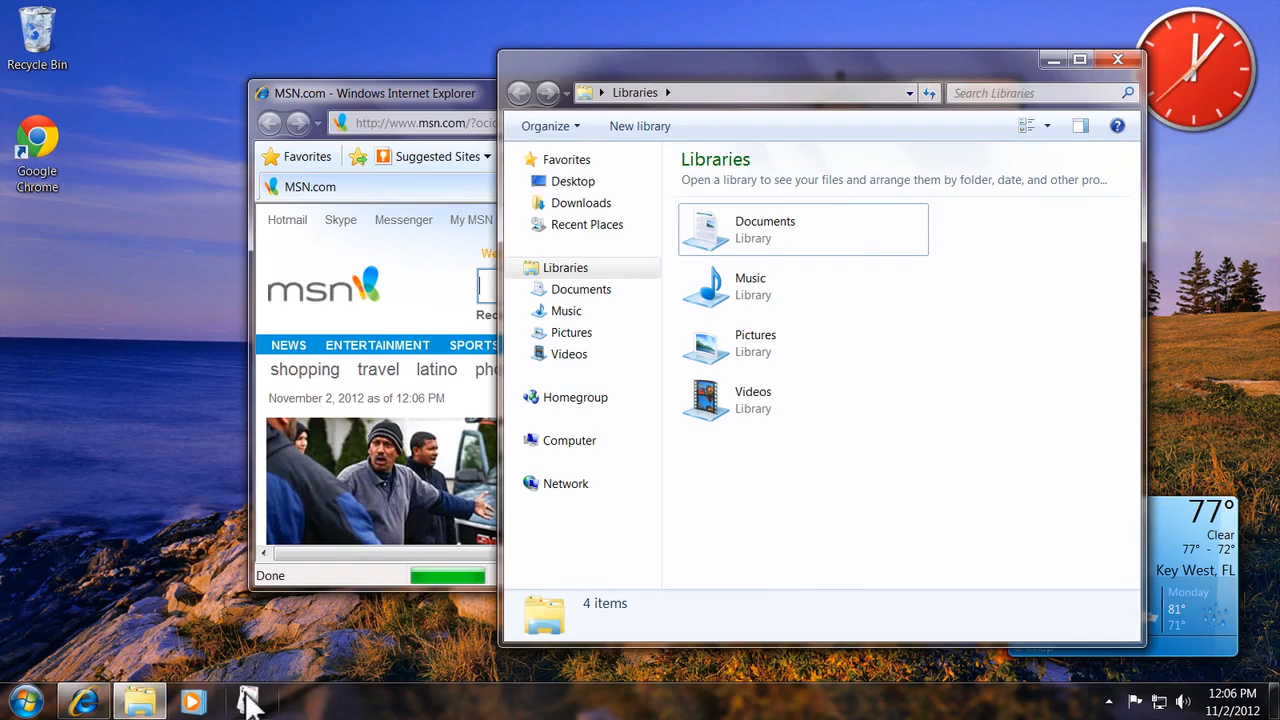 Recycle Bin
Google
Chrome
MSN.com - Windows Internet Explorer
http://www.msn.com/?ocid
Favorites
Suggested Sites
MSN.com
Hotmail Skype Messenger My MSN
We
msn
Rec
NEWS ENTERTAINMENT SPORTS
shopping travel latino pho
November 2, 2012 as of 12:06 PM
Done
Libraries
Search Libraries
Organize New library
Favorites
Desktop
Downloads
Recent Places
Libraries
Documents
Music
Pictures
Videos
Homegroup
Computer
Network
Libraries
Open a library to see your files and arrange them by folder, date, and other pro...
Documents
Library
Music
Library
Pictures
Library
Videos
Library
4 items
77°
Clear
77° - 72°
Key West, FL
Monday
81°
71°
12:06 PM
11/2/2012